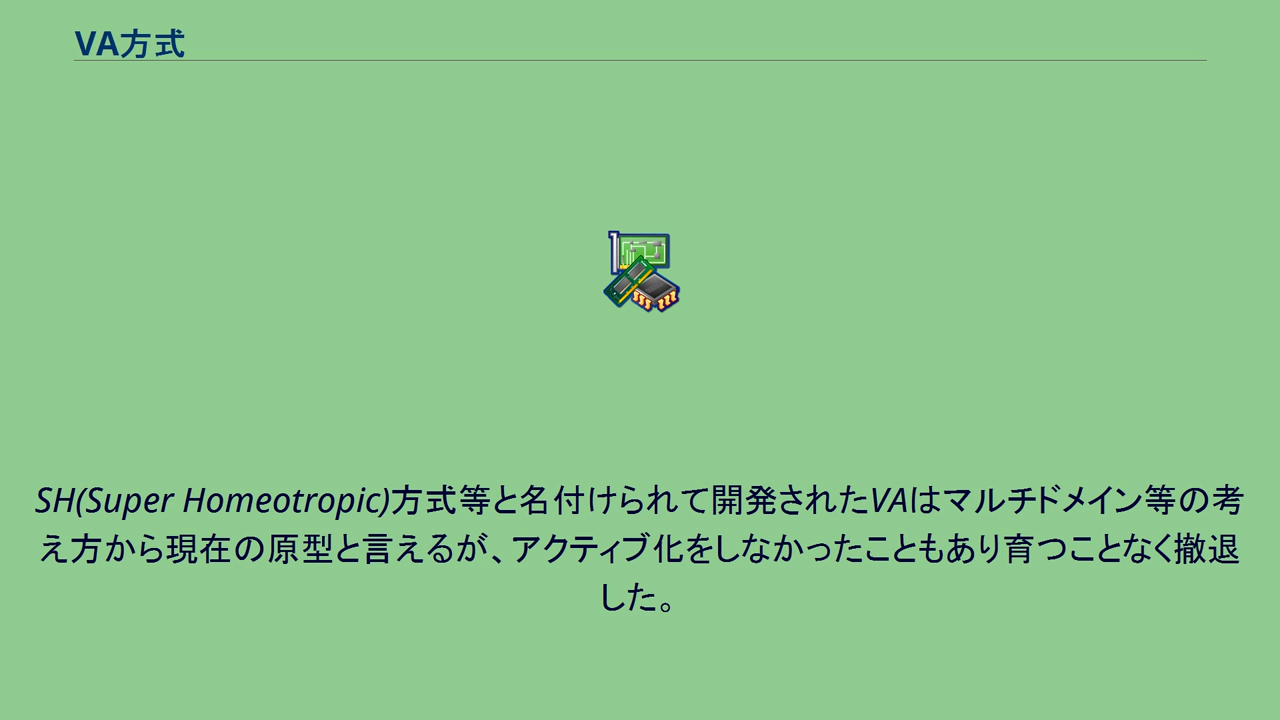 VA方式
SH(Super Homeotropic)方式等と名付けられて開発されたVAはマルチドメイン等の考
え方から現在の原型と言えるが、アクティブ化をしなかったこともあり育つことなく撤退
した。